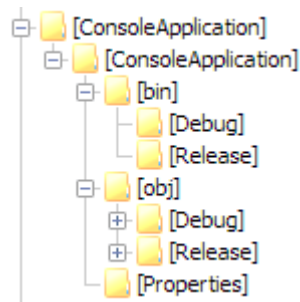 [ConsoleApplication]
[ConsoleApplication]
[bin]
[Debug]
[Release]
[obj]
[Debug]
[Release]
[Properties]